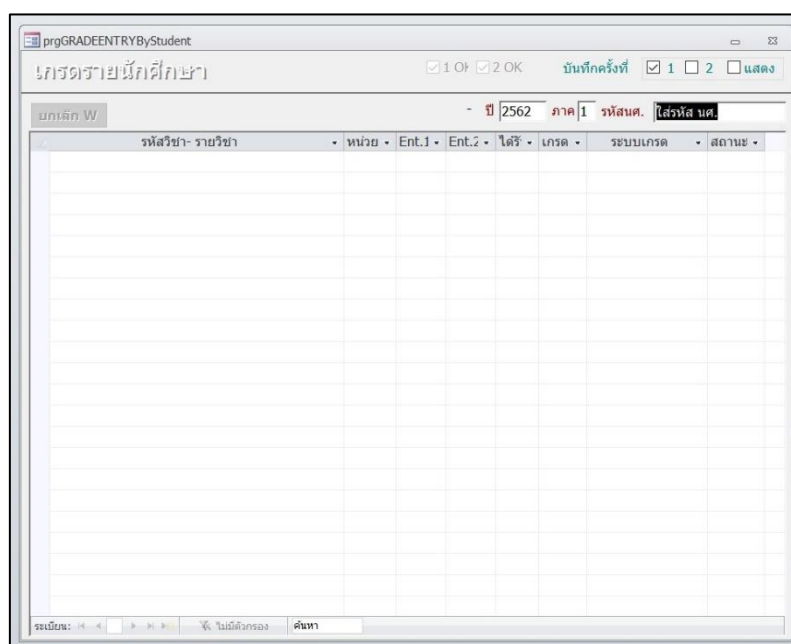 prgGRADEENTRYByStudent
เกรดรายนักศึกษา 1 Ok 2 OK บันทึกครั้งที่ 1 2 แสดง
ยกเลิก W - ปี 2562 ภาค 1 รหัสนศ. ใส่รหัส นศ.
รหัสวิชา- รายวิชา หน่วย Ent.1 Ent.2 ได้รั เกรด ระบบเกรด สถานะ
ระเบียน: ไม่มีตัวกรอง ค้นหา